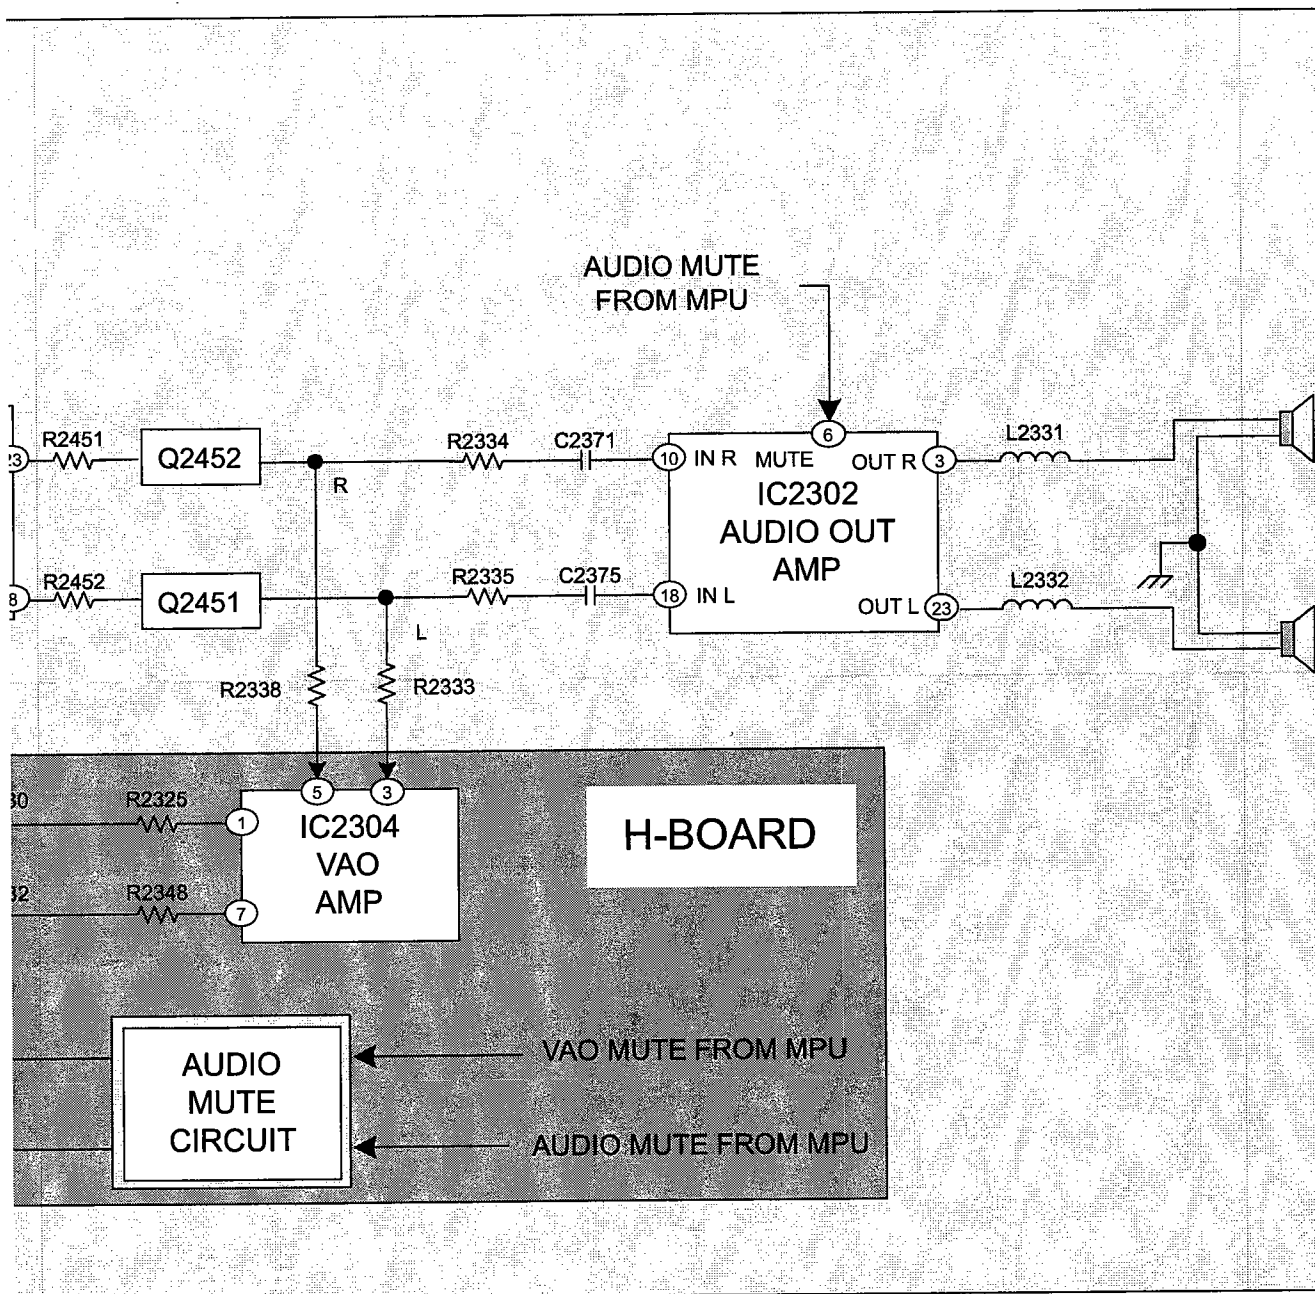 AUDIO MUTE
FROM MPU
R2451
Q2452
R
R2334
C2371
10 IN R
6
MUTE
OUT R 3
L2331
IC2302
AUDIO OUT
AMP
R2452
Q2451
L
R2335
C2375
18 IN L
OUT L 23
L2332
R2338
R2333
5
3
R2325
1
IC2304
VAO
AMP
R2348
7
H-BOARD
AUDIO
MUTE
CIRCUIT
VAO MUTE FROM MPU
AUDIO MUTE FROM MPU